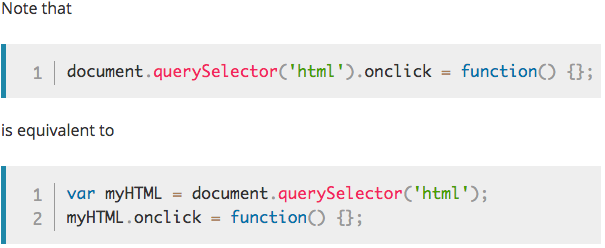 Note that
1 document.querySelector('html').onclick = function() {};
is equivalent to
1 var myHTML = document.querySelector('html');
2 myHTML.onclick = function() {};